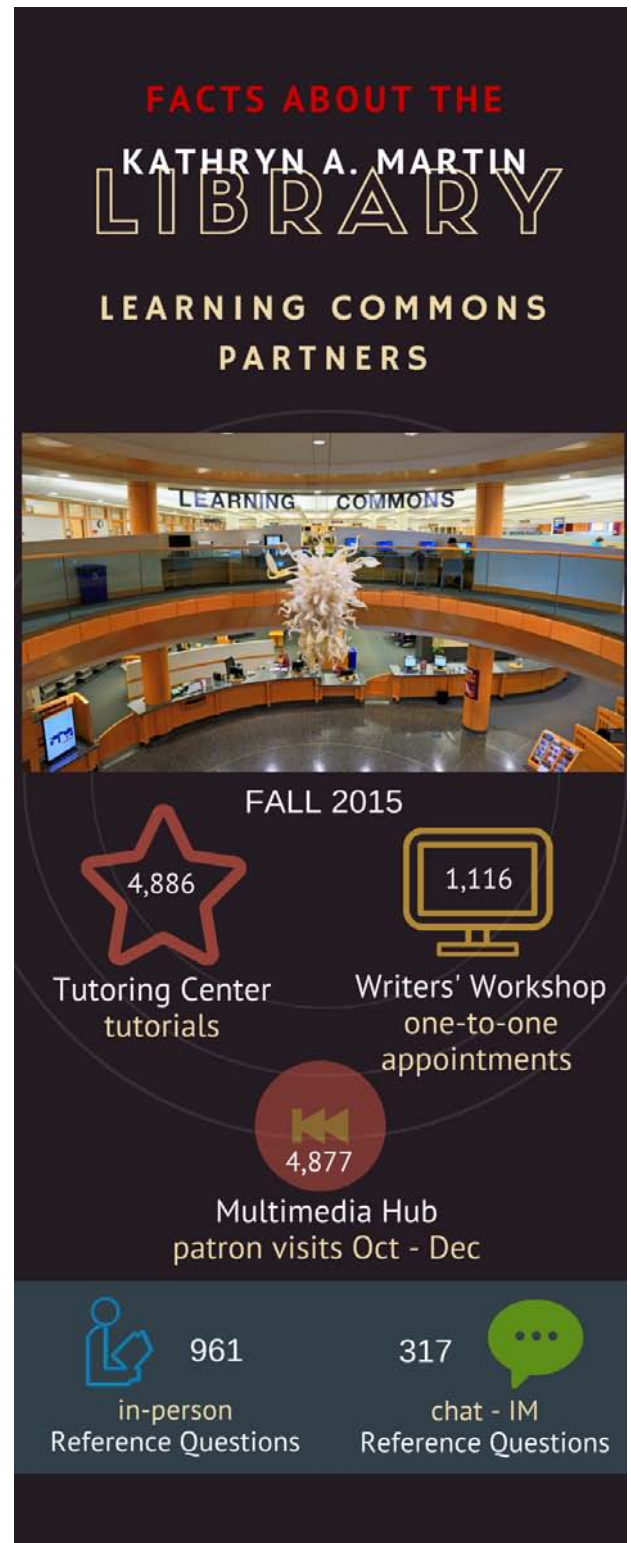 FACTS ABOUT THE
KATHRYN A. MARTIN
LIBRARY
LEARNING COMMONS
PARTNERS
LEARNING COMMONS
FALL 2015
4,886
1,116
Tutoring Center
tutorials
Writers' Workshop
one-to-one
appointments
4,877
Multimedia Hub
patron visits Oct - Dec
961
317
in-person
Reference Questions
chat - IM
Reference Questions